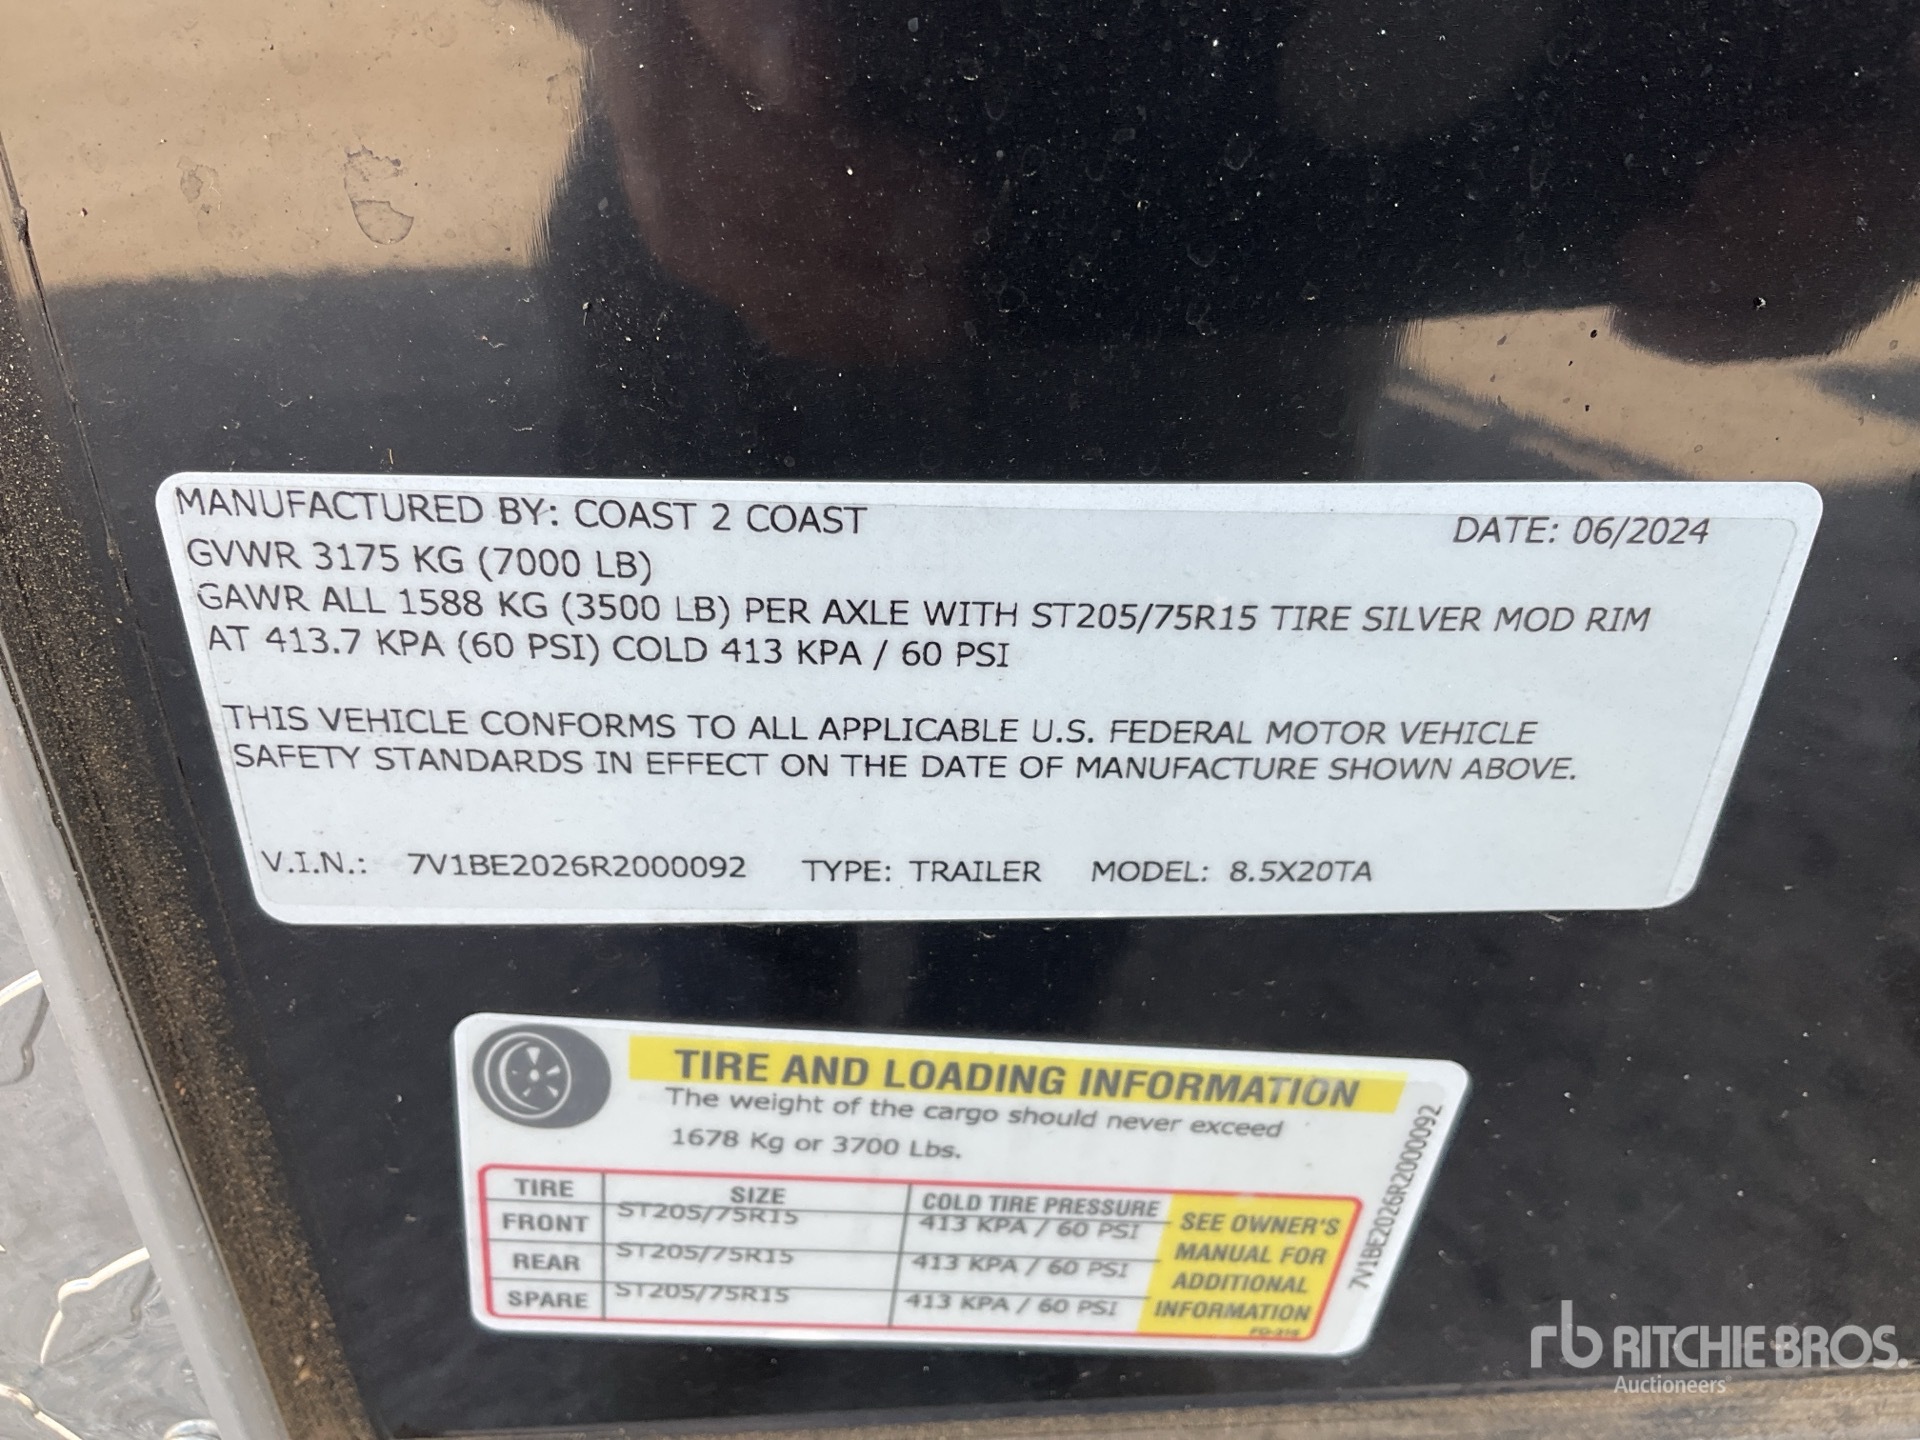 MANUFACTURED BY: COAST 2 COAST
DATE: 06/2024
GVWR 3175 KG (7000 LB)
GAWR ALL 1588 KG (3500 LB) PER AXLE WITH ST205/75R15 TIRE SILVER MOD RIM
AT 413.7 KPA (60 PSI) COLD 413 KPA / 60 PSI
THIS VEHICLE CONFORMS TO ALL APPLICABLE U.S. FEDERAL MOTOR VEHICLE
SAFETY STANDARDS IN EFFECT ON THE DATE OF MANUFACTURE SHOWN ABOVE.
V.I.N.: 7V1BE2026R2000092 TYPE: TRAILER MODEL: 8.5X20TA
TIRE AND LOADING INFORMATION
The weight of the cargo should never exceed
1678 Kg or 3700 Lbs.
TIRE SIZE COLD TIRE PRESSURE
FRONT ST205/75R15 413 KPA / 60 PSI
REAR ST205/75R15 413 KPA / 60 PSI
SPARE ST205/75R15 413 KPA / 60 PSI
SEE OWNER'S
MANUAL FOR
ADDITIONAL
INFORMATION
7V1BE2026R2000092
rb RITCHIE BROS.
Auctioneers